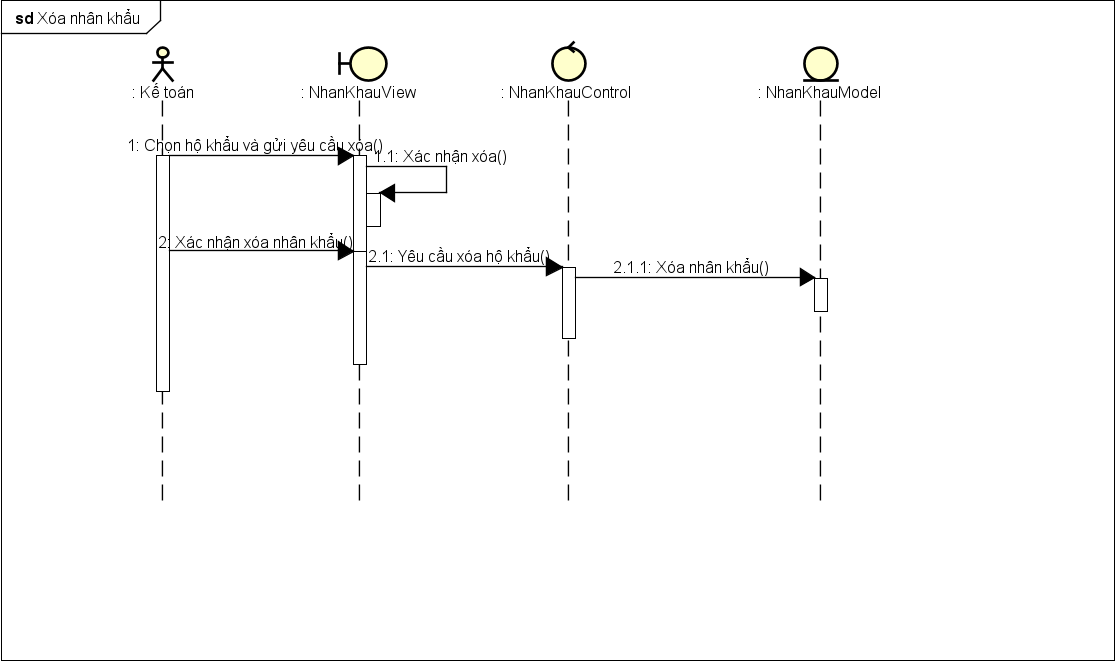 sd Xóa nhân khẩu
: Kế toán
: NhanKhauView
: NhanKhauControl
: NhanKhauModel
1: Chọn hộ khẩu và gửi yêu cầu xóa()
1.1: Xác nhận xóa()
2: Xác nhận xóa nhân khẩu()
2.1: Yêu cầu xóa hộ khẩu()
2.1.1: Xóa nhân khẩu()